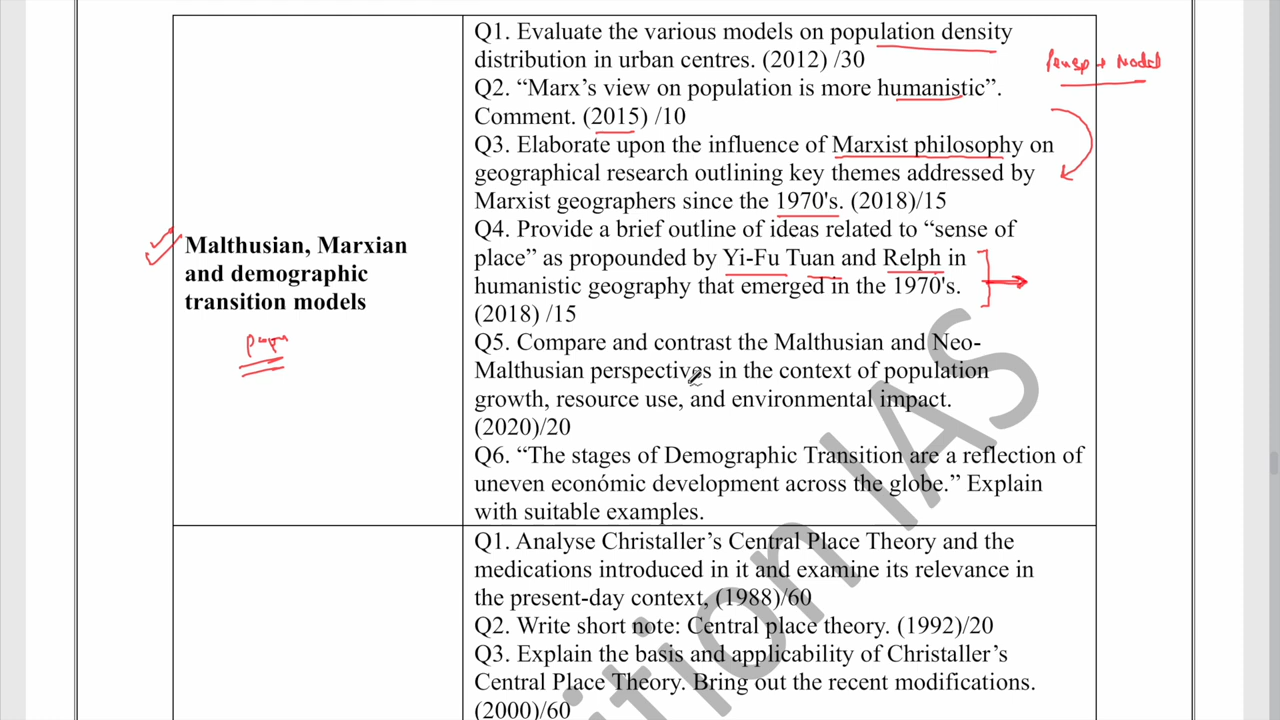 Q1. Evaluate the various models on population density
distribution in urban centres. (2012) /30
Q2. “Marx’s view on population is more humanistic”.
Comment. (2015) /10
Q3. Elaborate upon the influence of Marxist philosophy on
geographical research outlining key themes addressed by
Marxist geographers since the 1970's. (2018)/15
Q4. Provide a brief outline of ideas related to “sense of
place” as propounded by Yi-Fu Tuan and Relph in
humanistic geography that emerged in the 1970's.
(2018) /15
Q5. Compare and contrast the Malthusian and Neo-
Malthusian perspectives in the context of population
growth, resource use, and environmental impact.
(2020)/20
Q6. “The stages of Demographic Transition are a reflection of
uneven económic development across the globe.” Explain
with suitable examples.
Malthusian, Marxian
and demographic
transition models
Persp + Model
Q1. Analyse Christaller’s Central Place Theory and the
medications introduced in it and examine its relevance in
the present-day context, (1988)/60
Q2. Write short note: Central place theory. (1992)/20
Q3. Explain the basis and applicability of Christaller’s
Central Place Theory. Bring out the recent modifications.
(2000)/60
ition IAS